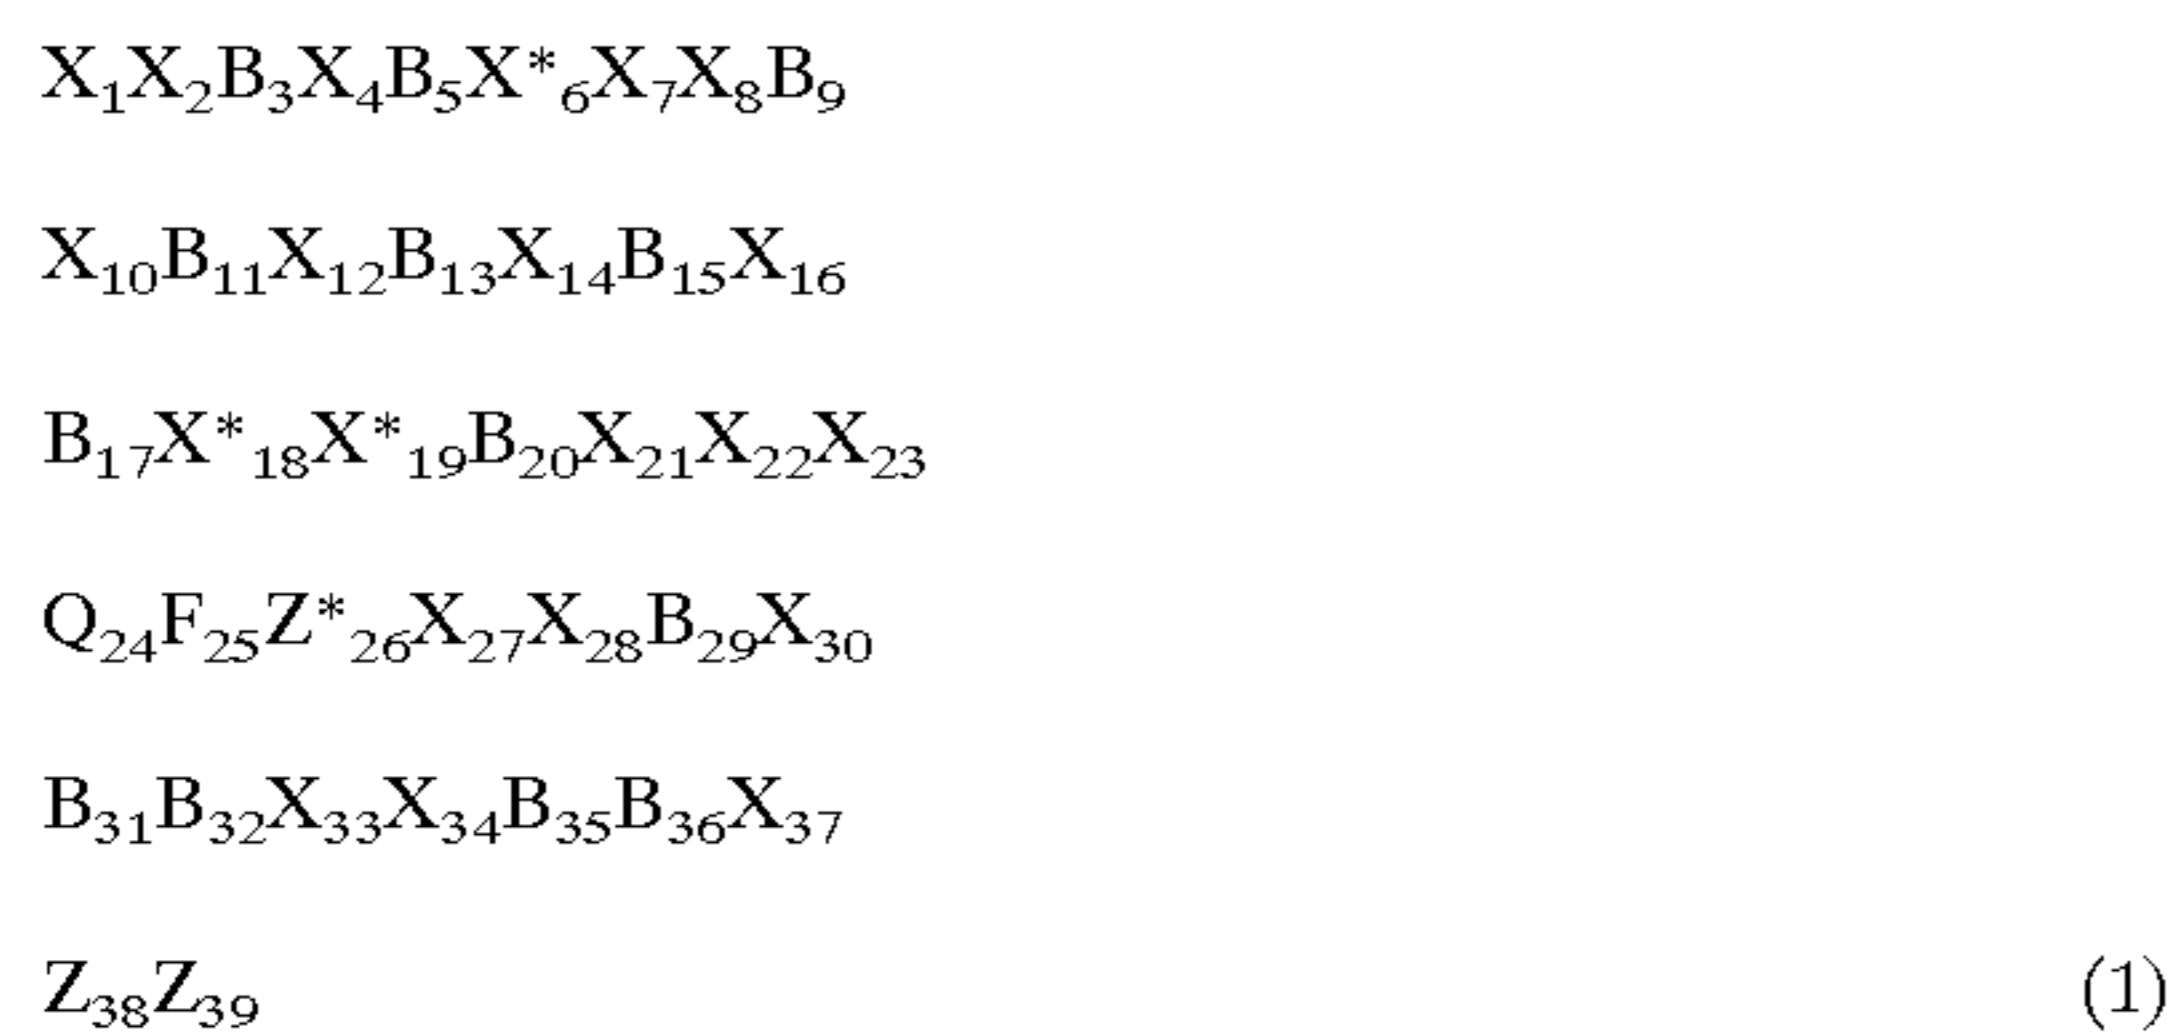 X₁X₂B₃X₄B₅X*₆X₇X₈B₉
X₁₀B₁₁X₁₂B₁₃X₁₄B₁₅X₁₆
B₁₇X*₁₈X*₁₉B₂₀X₂₁X₂₂X₂₃
Q₂₄F₂₅Z*₂₆X₂₇X₂₈B₂₉X₃₀
B₃₁B₃₂X₃₃X₃₄B₃₅B₃₆X₃₇
Z₃₈Z₃₉ (1)